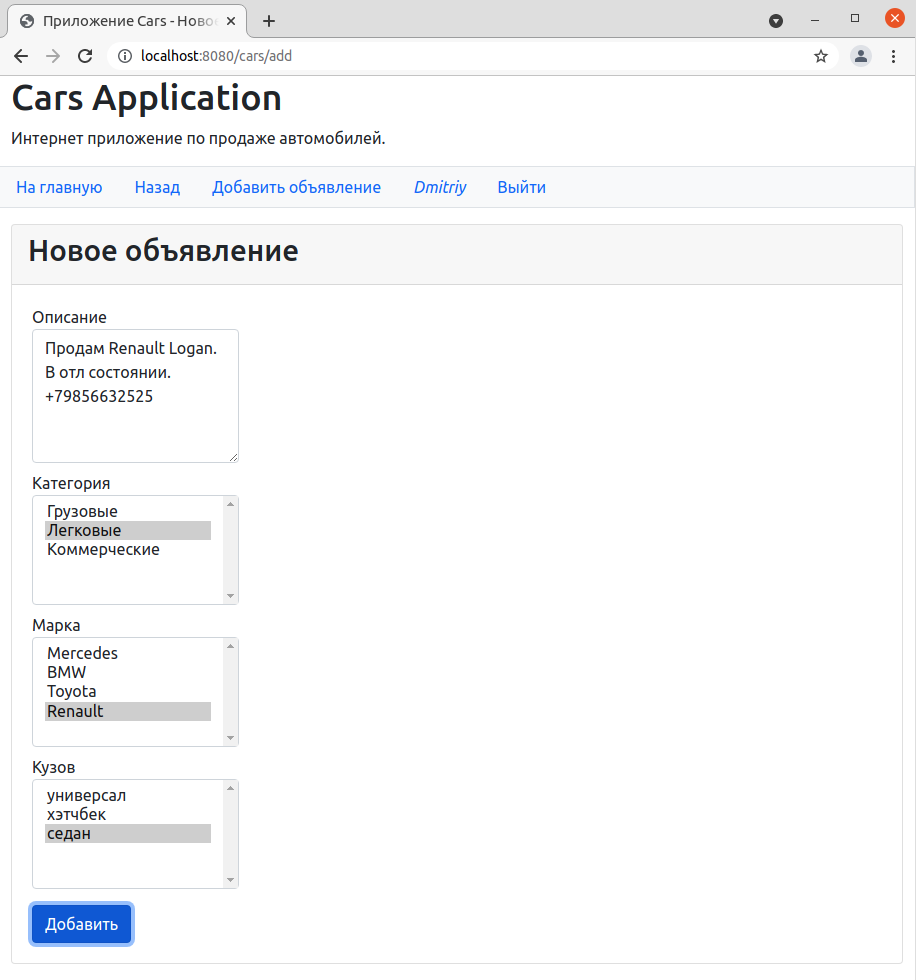 Приложение Cars - Ново
localhost:8080/cars/add
Cars Application
Интернет приложение по продаже автомобилей.
На главную Назад Добавить объявление Dmitriy Выйти
Новое объявление
Описание
Продам Renault Logan.
В отл состоянии.
+79856632525
Категория
Грузовые
Легковые
Коммерческие
Марка
Mercedes
BMW
Toyota
Renault
Кузов
универсал
хэтчбек
седан
Добавить